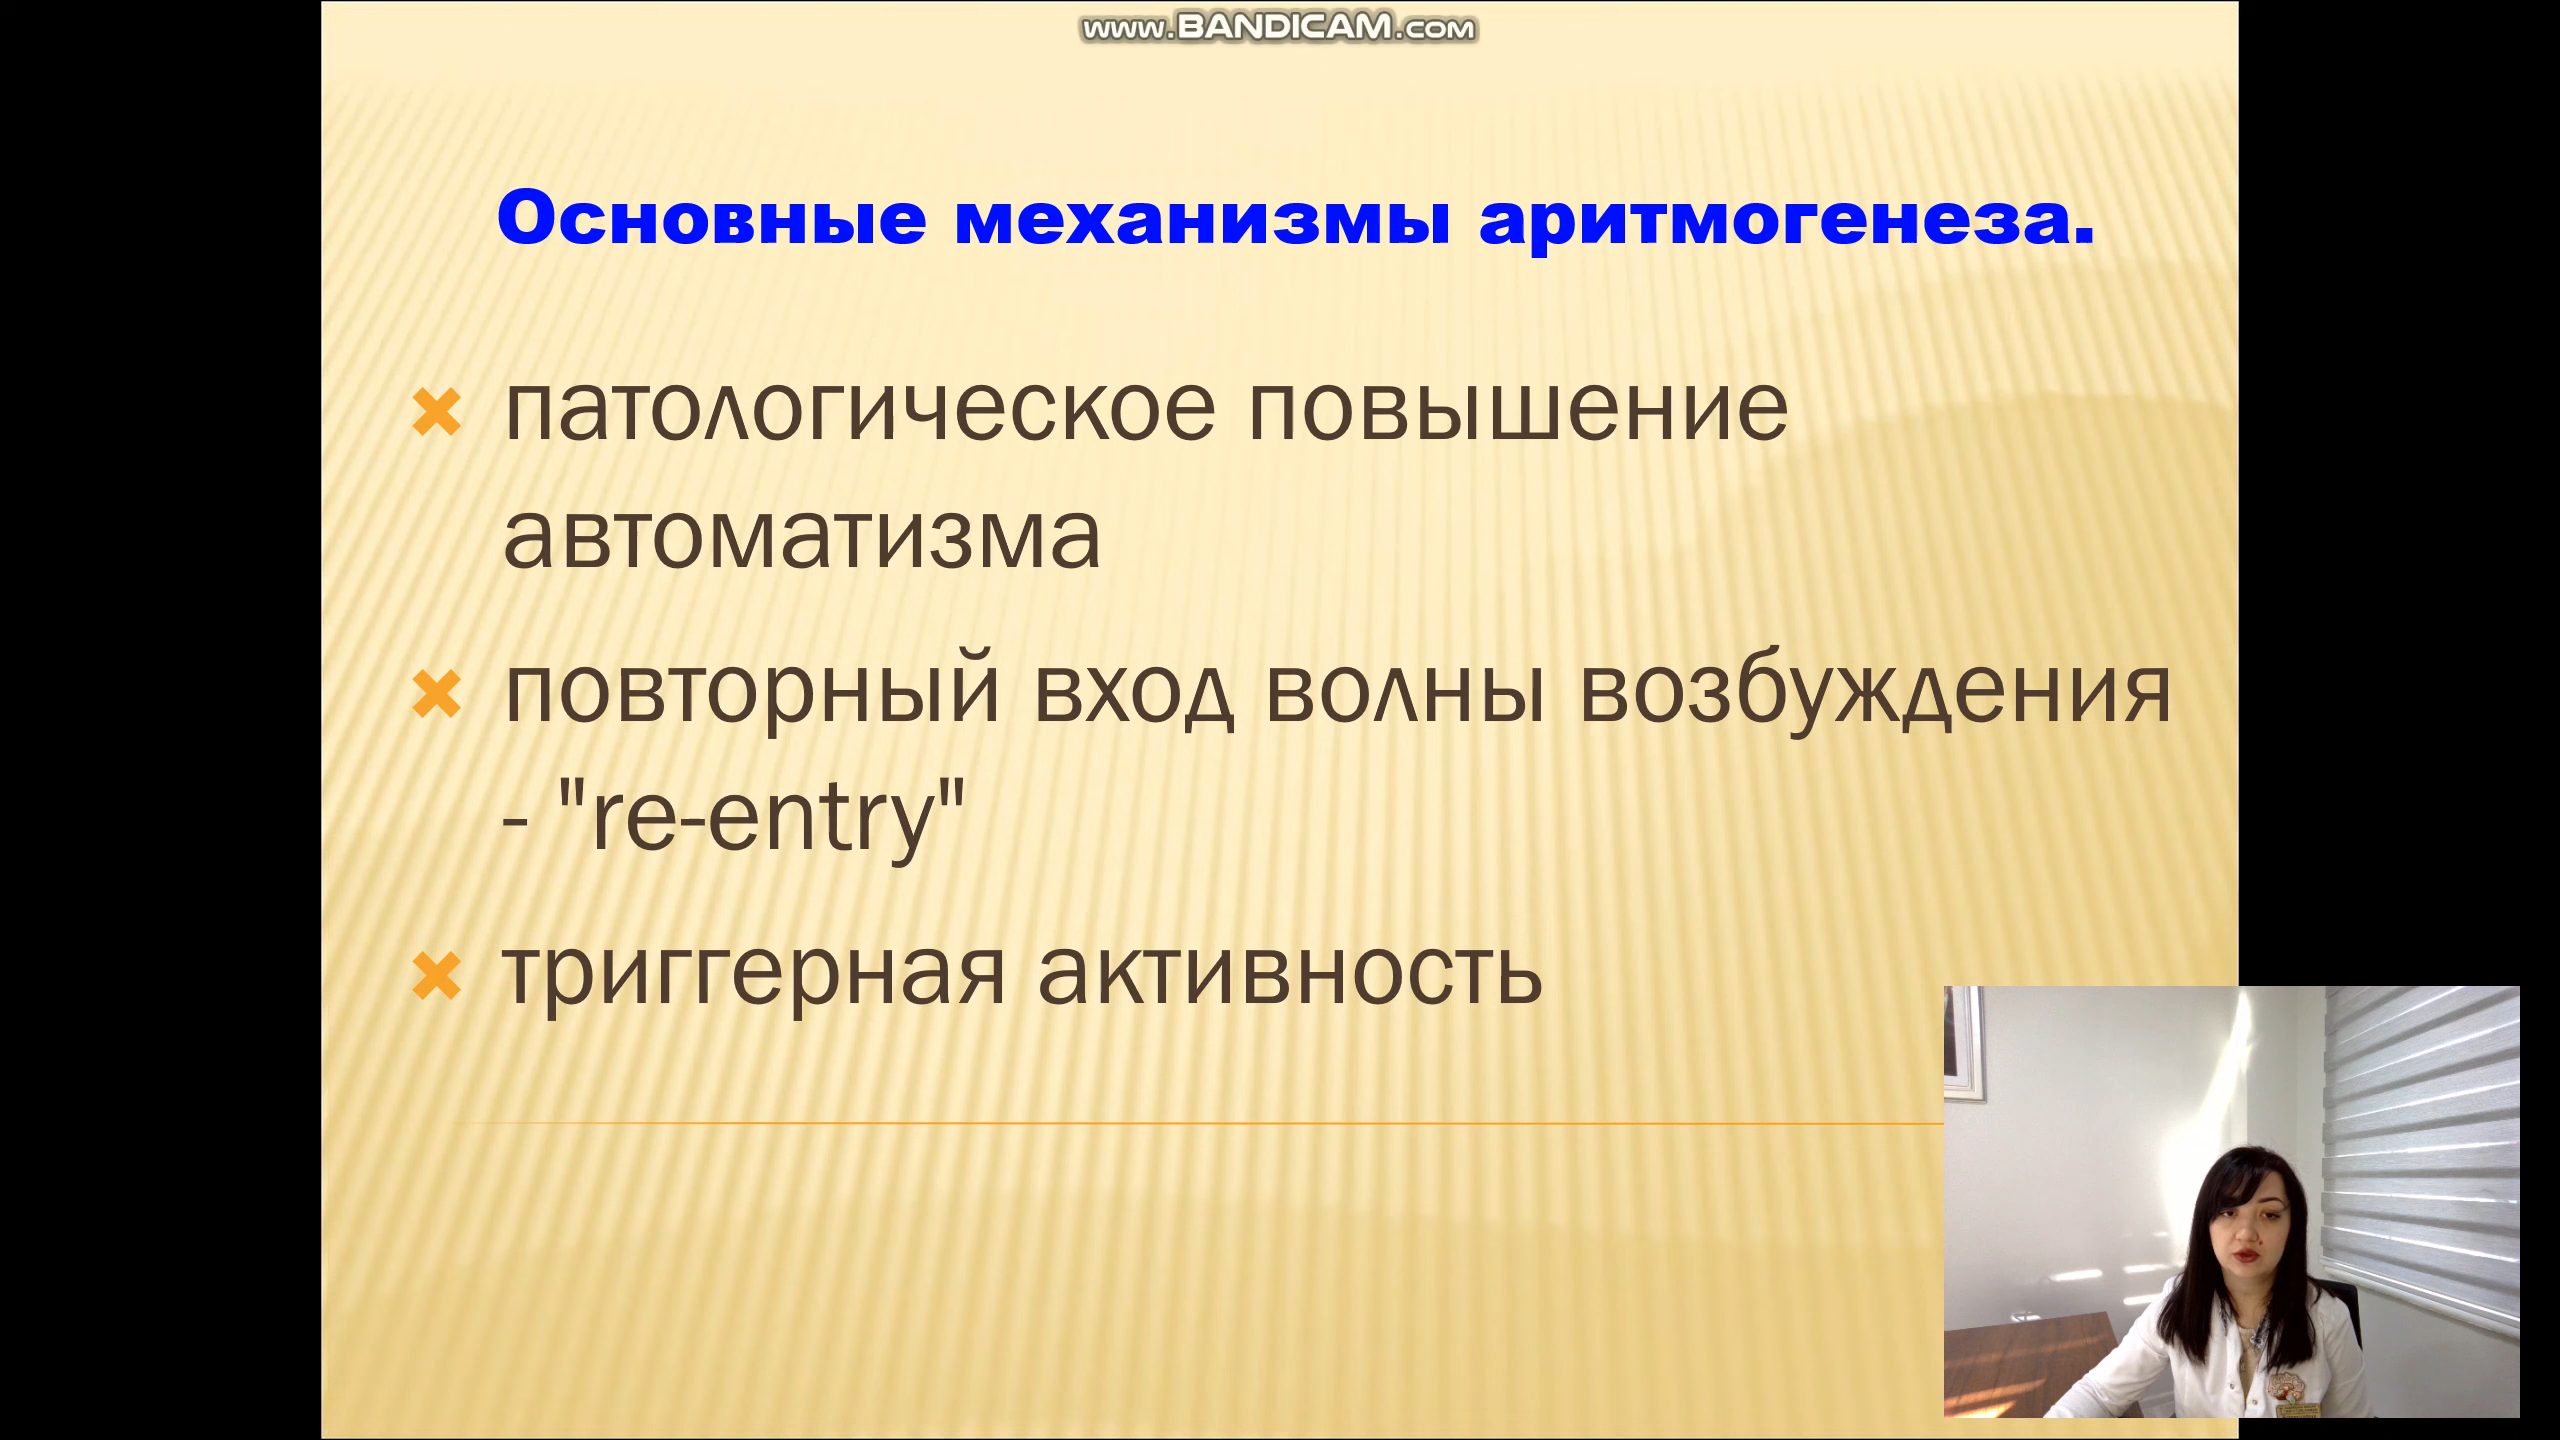 www.BANDICAM.com
Основные механизмы аритмогенеза.
патологическое повышение
автоматизма
повторный вход волны возбуждения
- "re-entry"
триггерная активность